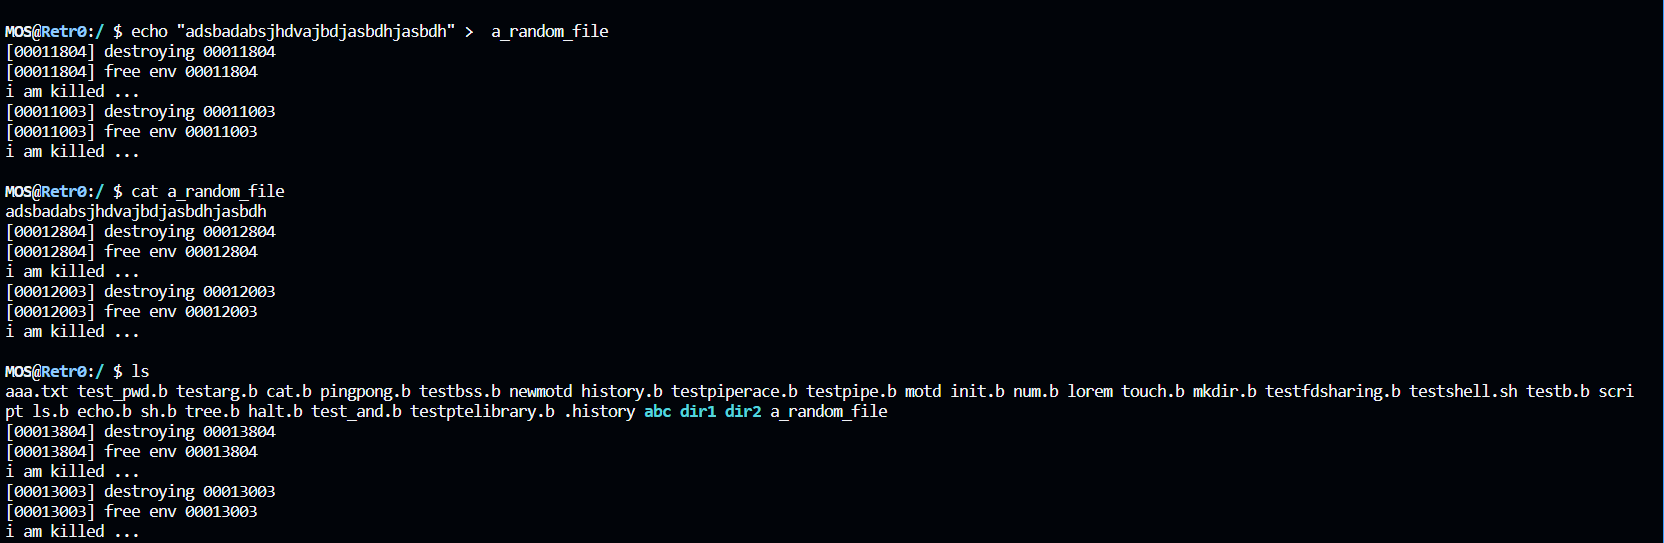 MOS@Retr0:/ $ echo "adsbadabsjhdvajbdjasbdhjasbdh" >  a_random_file
[00011804] destroying 00011804
[00011804] free env 00011804
i am killed ...
[00011003] destroying 00011003
[00011003] free env 00011003
i am killed ...
MOS@Retr0:/ $ cat a_random_file
adsbadabsjhdvajbdjasbdhjasbdh
[00012804] destroying 00012804
[00012804] free env 00012804
i am killed ...
[00012003] destroying 00012003
[00012003] free env 00012003
i am killed ...
MOS@Retr0:/ $ ls
aaa.txt test_pwd.b testarg.b cat.b pingpong.b testbss.b newmotd history.b testpiperace.b testpipe.b motd init.b num.b lorem touch.b mkdir.b testfdsharing.b testshell.sh testb.b scri
pt ls.b echo.b sh.b tree.b halt.b test_and.b testptelibrary.b .history abc dir1 dir2 a_random_file
[00013804] destroying 00013804
[00013804] free env 00013804
i am killed ...
[00013003] destroying 00013003
[00013003] free env 00013003
i am killed ...